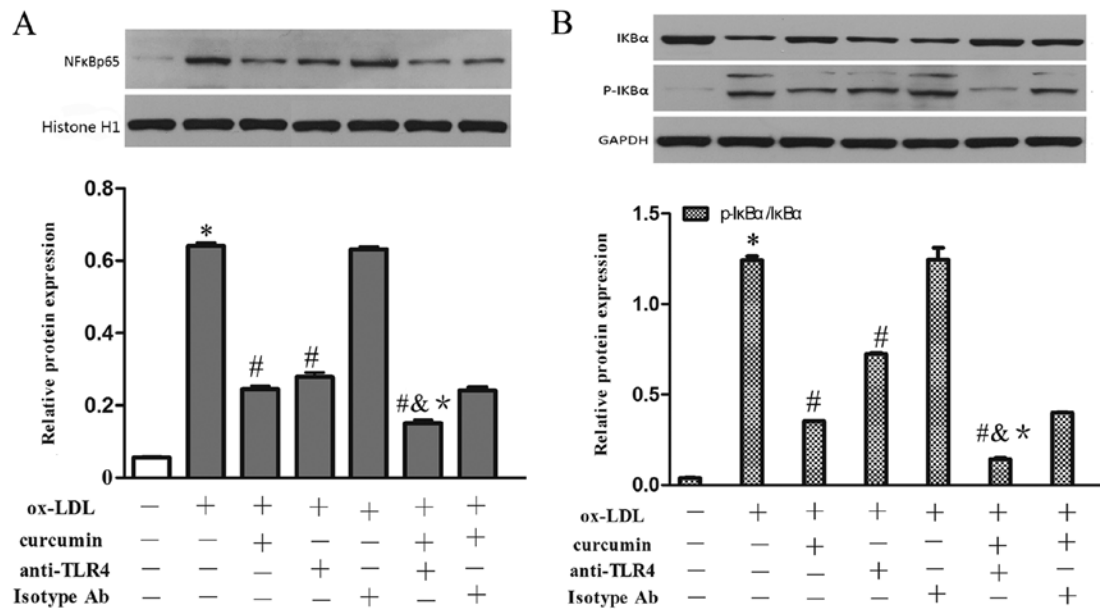 A
NFκBp65
Histone H1
Relative protein expression
0.8
0.6
0.4
0.2
0
*
#
#
#& *
ox-LDL − + + + + + +
curcumin − − + − − + +
anti-TLR4 − − − + − + −
Isotype Ab − − − − + − +
B
IKBα
P-IKBα
GAPDH
p-IκBα/IκBα
Relative protein expression
1.5
1.0
0.5
0.0
*
#
#
#& *
ox-LDL − + + + + + +
curcumin − − + − − + +
anti-TLR4 − − − + − + −
Isotype Ab − − − − + − +